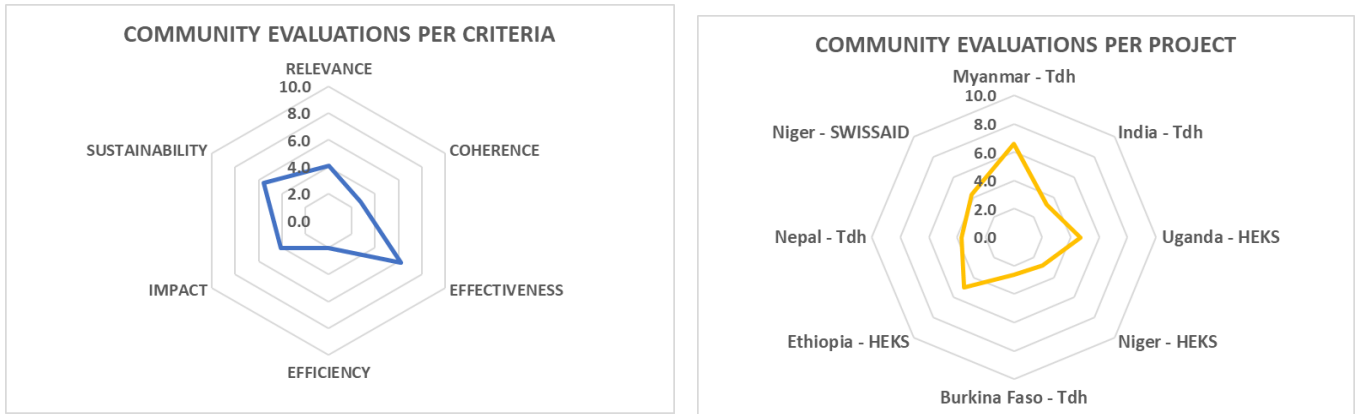 COMMUNITY EVALUATIONS PER CRITERIA
RELEVANCE
10.0
8.0
SUSTAINABILITY
COHERENCE
6.0
4.0
2.0
0.0
IMPACT
EFFECTIVENESS
EFFICIENCY
COMMUNITY EVALUATIONS PER PROJECT
Myanmar - Tdh
10.0
Niger - SWISSAID
India - Tdh
8.0
6.0
4.0
2.0
Nepal - Tdh
0.0
Uganda - HEKS
Ethiopia - HEKS
Niger - HEKS
Burkina Faso - Tdh